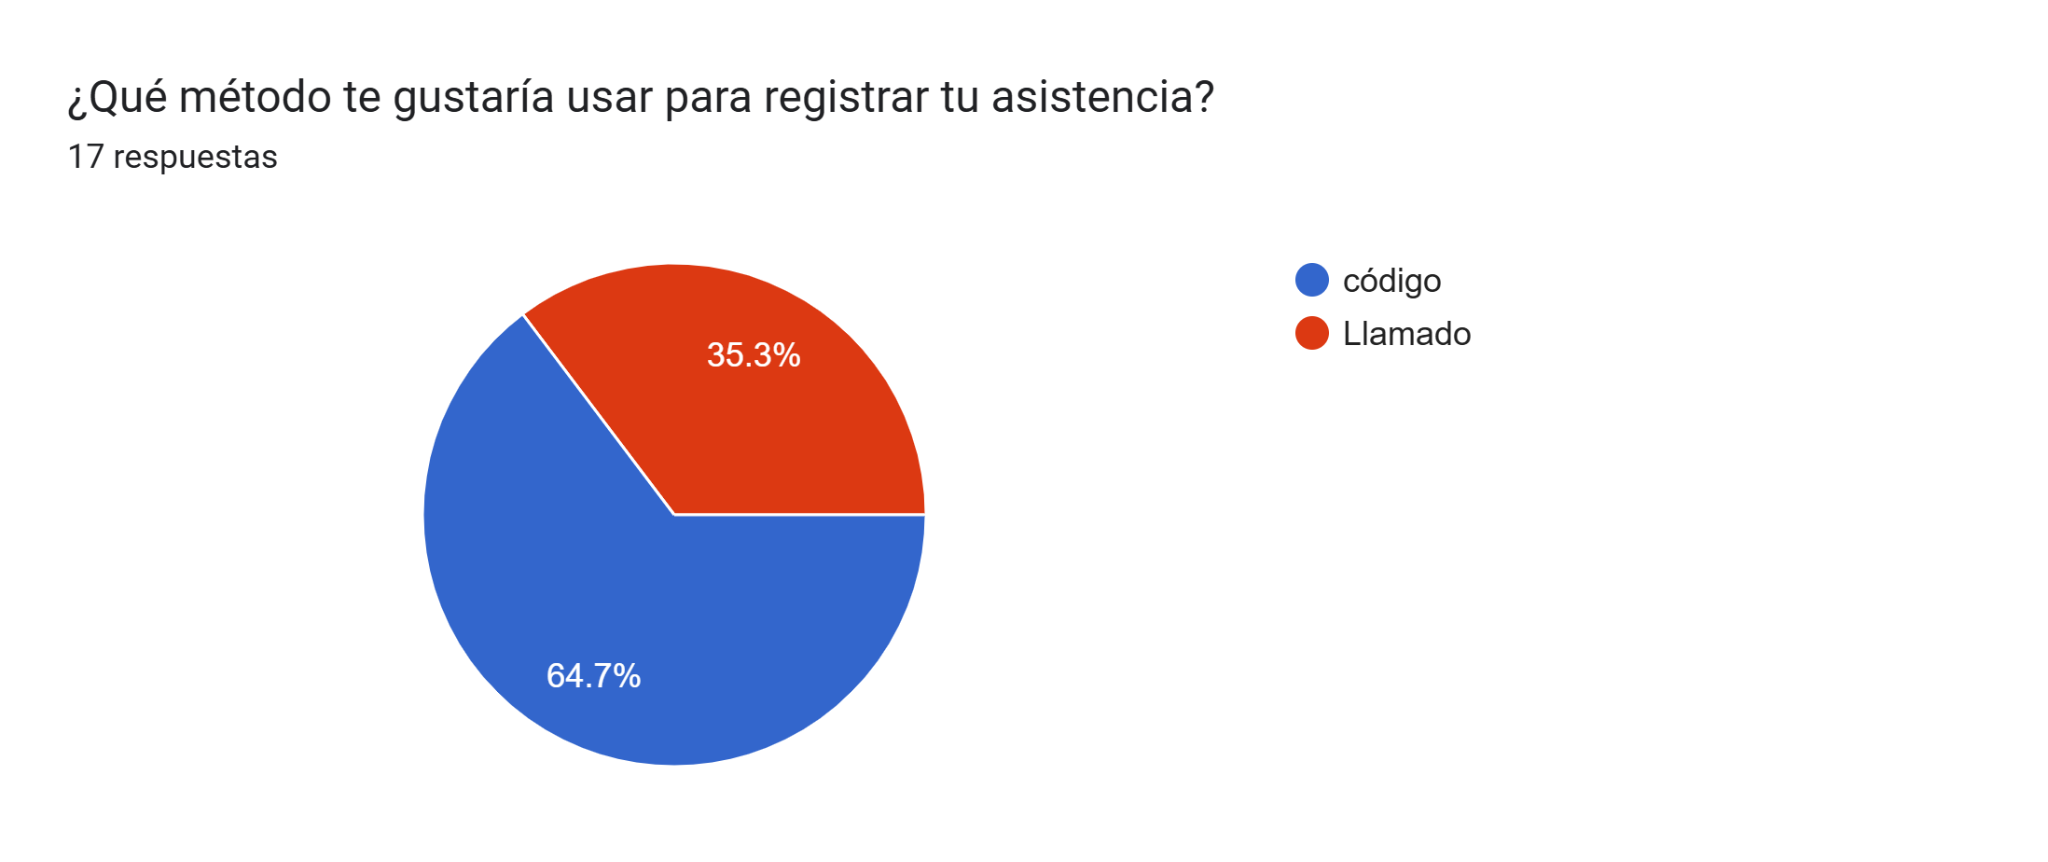 ¿Qué método te gustaría usar para registrar tu asistencia?
17 respuestas
código
Llamado
35.3%
64.7%